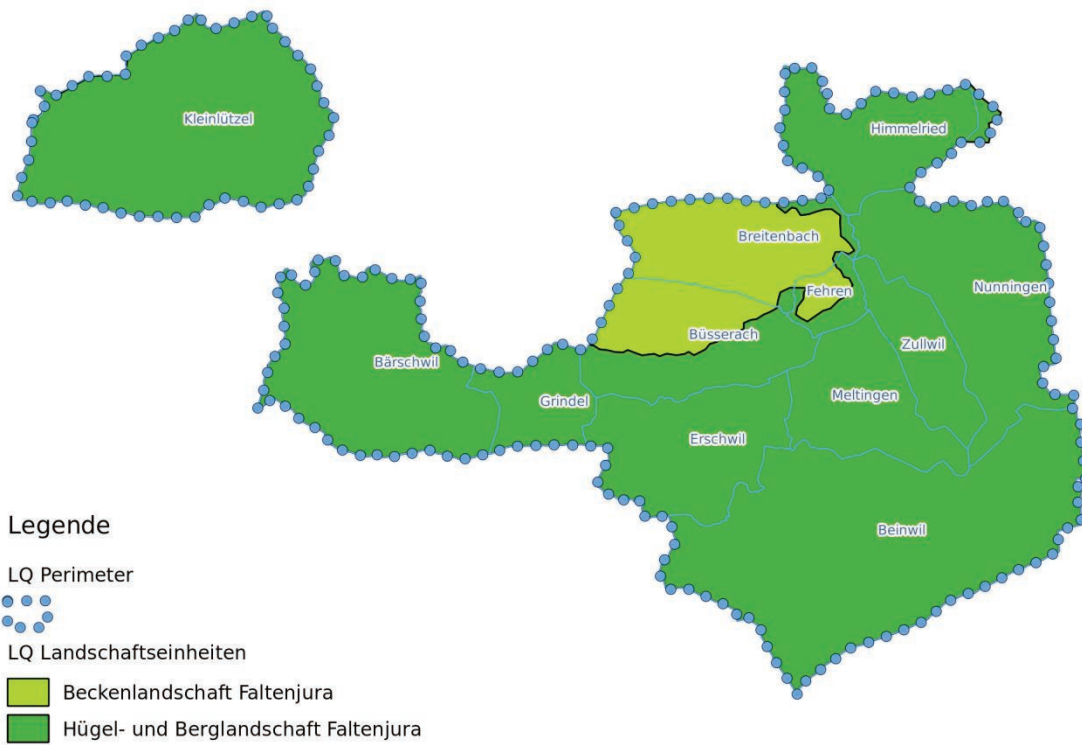 Kleinlützel
Himmelried
Breitenbach
Nunningen
Fehren
Büsserach
Zullwil
Bärschwil
Grindel
Meltingen
Erschwil
Beinwil
Legende
LQ Perimeter
LQ Landschaftseinheiten
Beckenlandschaft Faltenjura
Hügel- und Berglandschaft Faltenjura